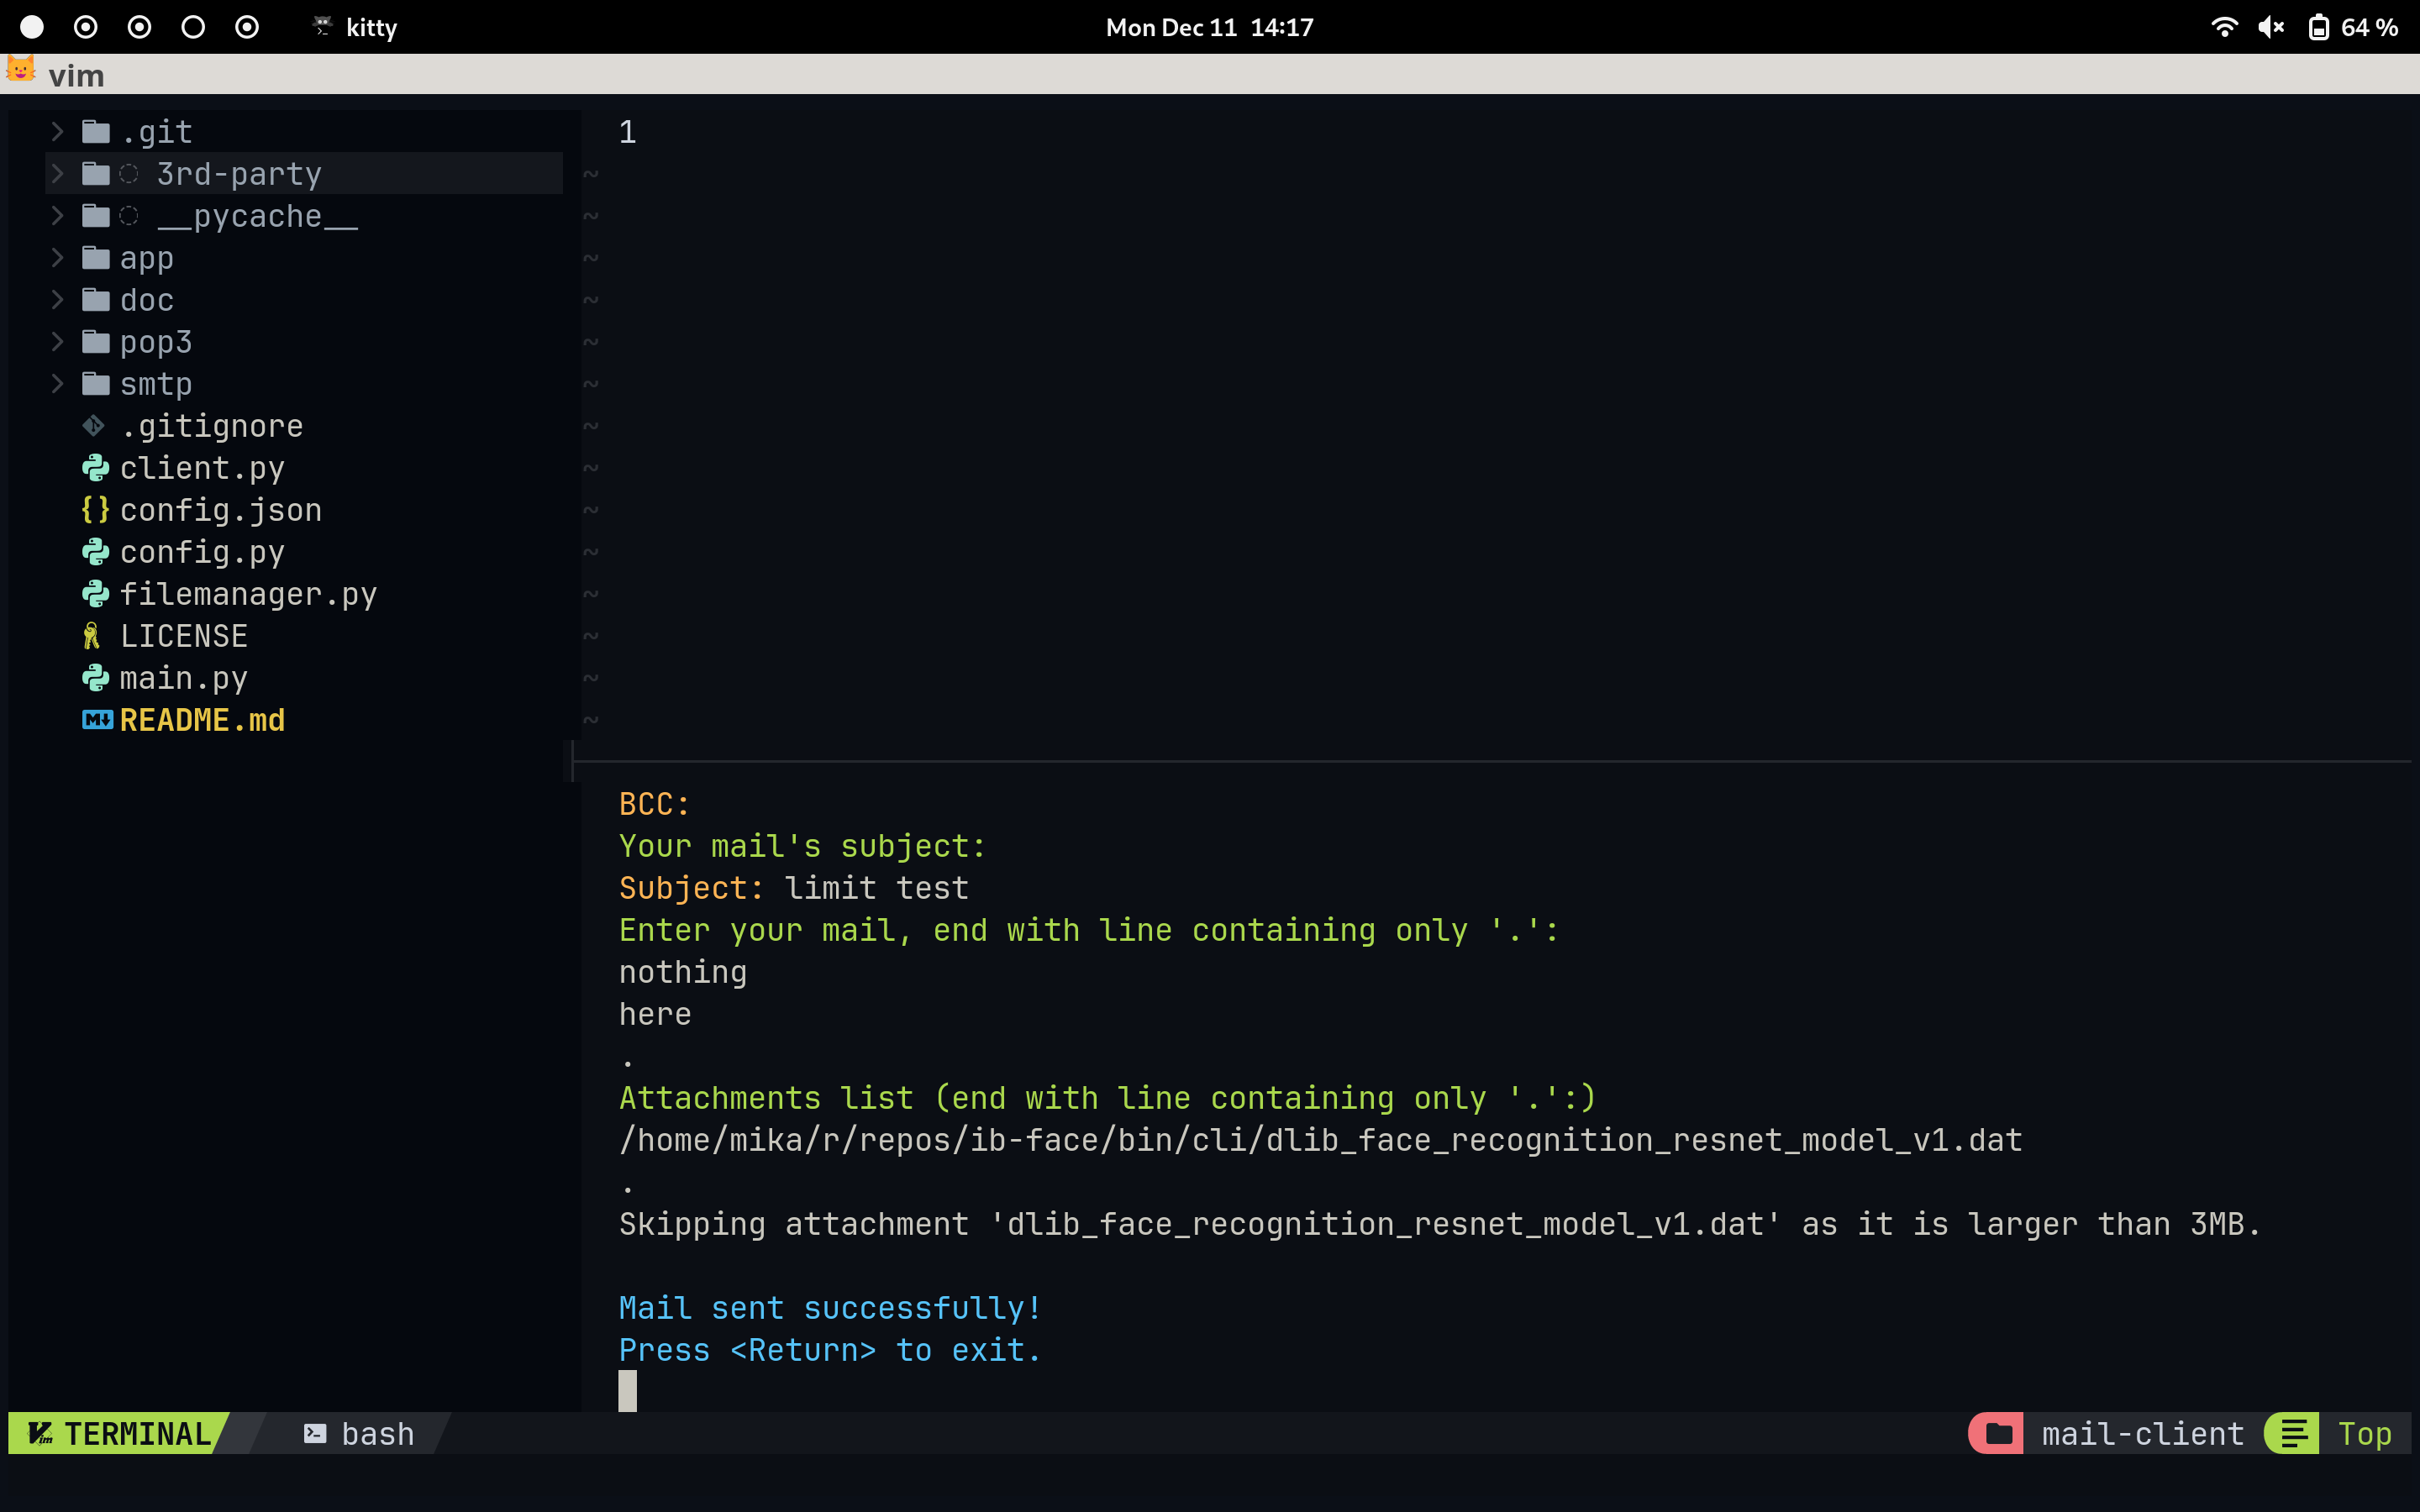 kitty
Mon Dec 11 14:17
64 %
vim
.git
3rd-party
__pycache__
app
doc
pop3
smtp
.gitignore
client.py
{} config.json
config.py
filemanager.py
LICENSE
main.py
README.md
1
~
~
~
~
~
~
~
~
~
~
~
~
~
~
BCC:
Your mail's subject:
Subject: limit test
Enter your mail, end with line containing only '.':
nothing
here
.
Attachments list (end with line containing only '.':)
/home/mika/r/repos/ib-face/bin/cli/dlib_face_recognition_resnet_model_v1.dat
.
Skipping attachment 'dlib_face_recognition_resnet_model_v1.dat' as it is larger than 3MB.
Mail sent successfully!
Press <Return> to exit.
TERMINAL
bash
mail-client
Top